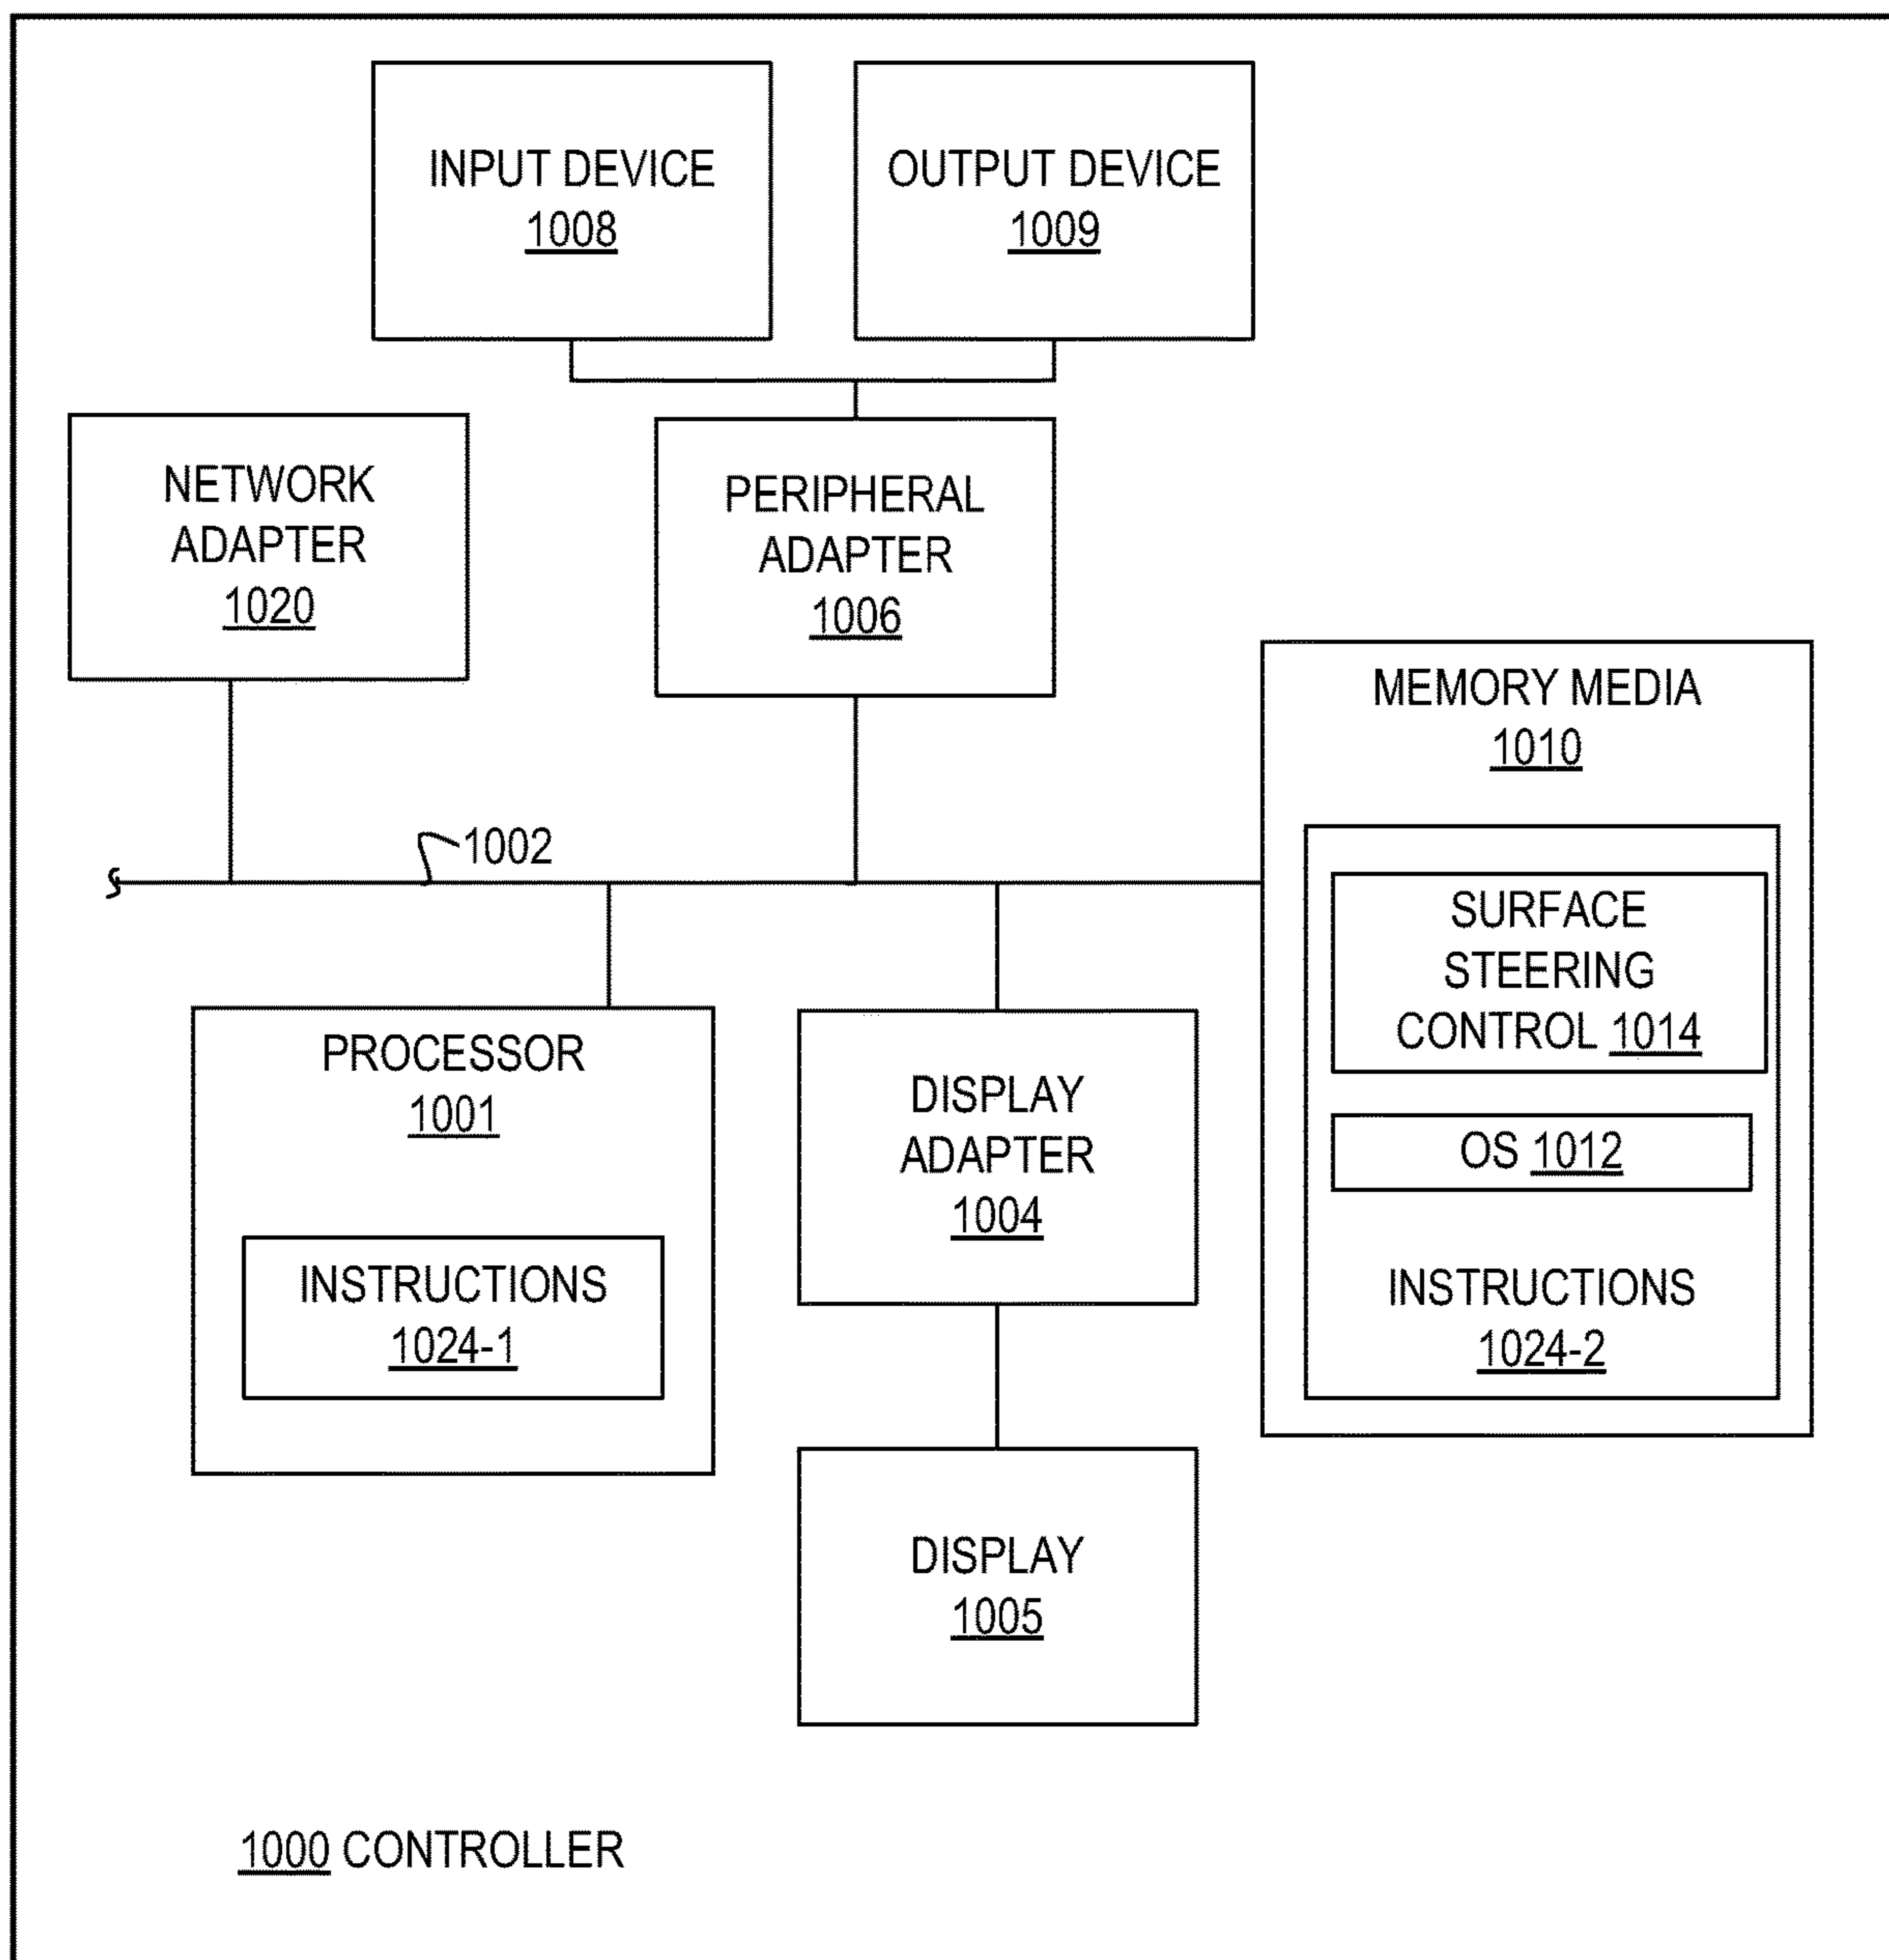 INPUT DEVICE
1008
OUTPUT DEVICE
1009
NETWORK
ADAPTER
1020
PERIPHERAL
ADAPTER
1006
MEMORY MEDIA
1010
1002
SURFACE
STEERING
CONTROL 1014
PROCESSOR
1001
DISPLAY
ADAPTER
1004
OS 1012
INSTRUCTIONS
1024-1
INSTRUCTIONS
1024-2
DISPLAY
1005
1000 CONTROLLER